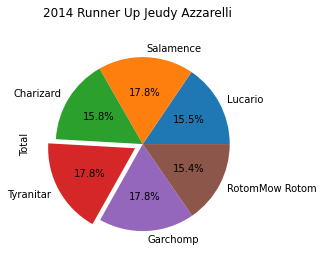 2014 Runner Up Jeudy Azzarelli
Salamence
Lucario
Charizard
17.8%
15.8%
15.5%
Total
17.8%
15.4%
17.8%
Tyranitar
RotomMow Rotom
Garchomp